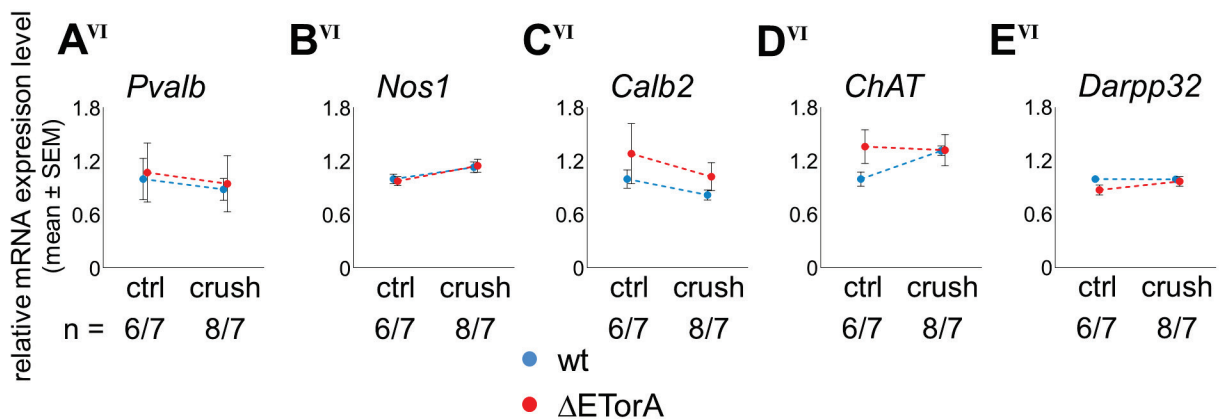 A^VI B^VI C^VI D^VI E^VI
Pvalb Nos1 Calb2 ChAT Darpp32
relative mRNA expresison level
(mean ± SEM)
1.8 1.8 1.8 1.8 1.8
1.2 1.2 1.2 1.2 1.2
0.6 0.6 0.6 0.6 0.6
0 0 0 0 0
ctrl crush ctrl crush ctrl crush ctrl crush ctrl crush
n = 6/7 8/7 6/7 8/7 6/7 8/7 6/7 8/7 6/7 8/7
wt
ΔETorA